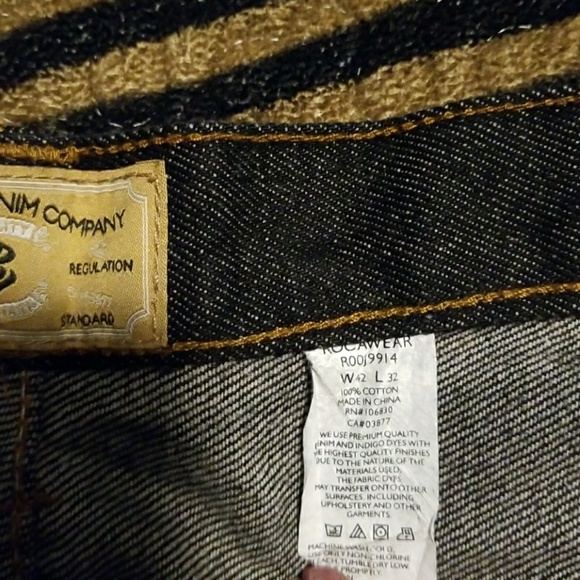 NIM COMPANY
REGULATION
STANDARD
ROCAWEAR
R00J9914
W42 L 32
100% COTTON
MADE IN CHINA
RN#106830
CA#03877
WE USE PREMIUM QUALITY
ENIM AND INDIGO DYES WITH
HE HIGHEST QUALITY FINISHES
DUE TO THE NATURE OF THE
MATERIALS USED,
THE FABRIC DYES
MAY TRANSFER ONTO OTHER
SURFACES, INCLUDING
UPHOLSTERY AND OTHER
GARMENTS.
MACHINE WASH COLD,
USE ONLY NON-CHLORINE
BLEACH, TUMBLE DRY LOW
PROMPTLY